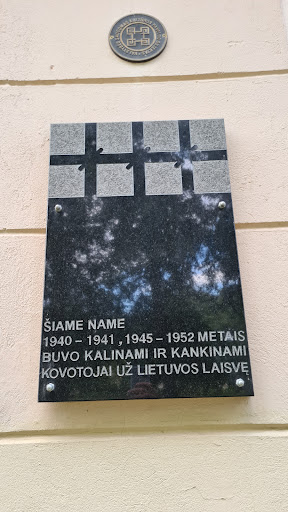 ŠIAME NAME
1940 - 1941 , 1945 - 1952 METAIS
BUVO KALINAMI IR KANKINAMI
KOVOTOJAI UŽ LIETUVOS LAISVĘ